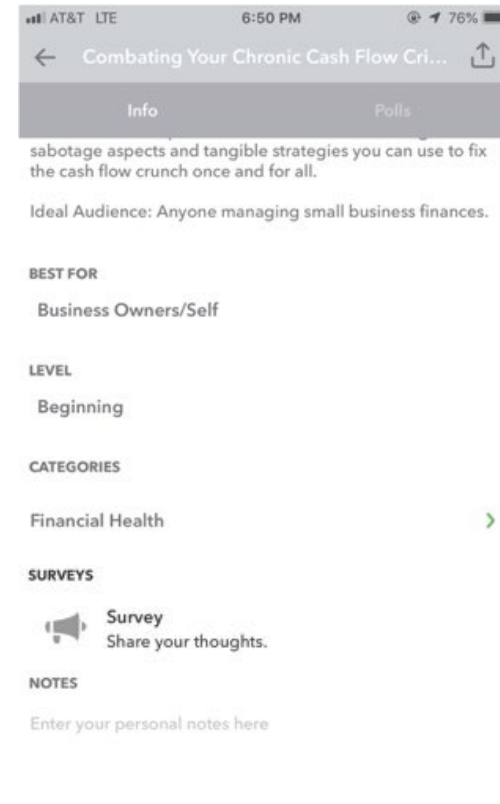 AT&T LTE 6:50 PM 76%
Combating Your Chronic Cash Flow Cri...
Info Polls
sabotage aspects and tangible strategies you can use to fix
the cash flow crunch once and for all.
Ideal Audience: Anyone managing small business finances.
BEST FOR
Business Owners/Self
LEVEL
Beginning
CATEGORIES
Financial Health
SURVEYS
Survey
Share your thoughts.
NOTES
Enter your personal notes here